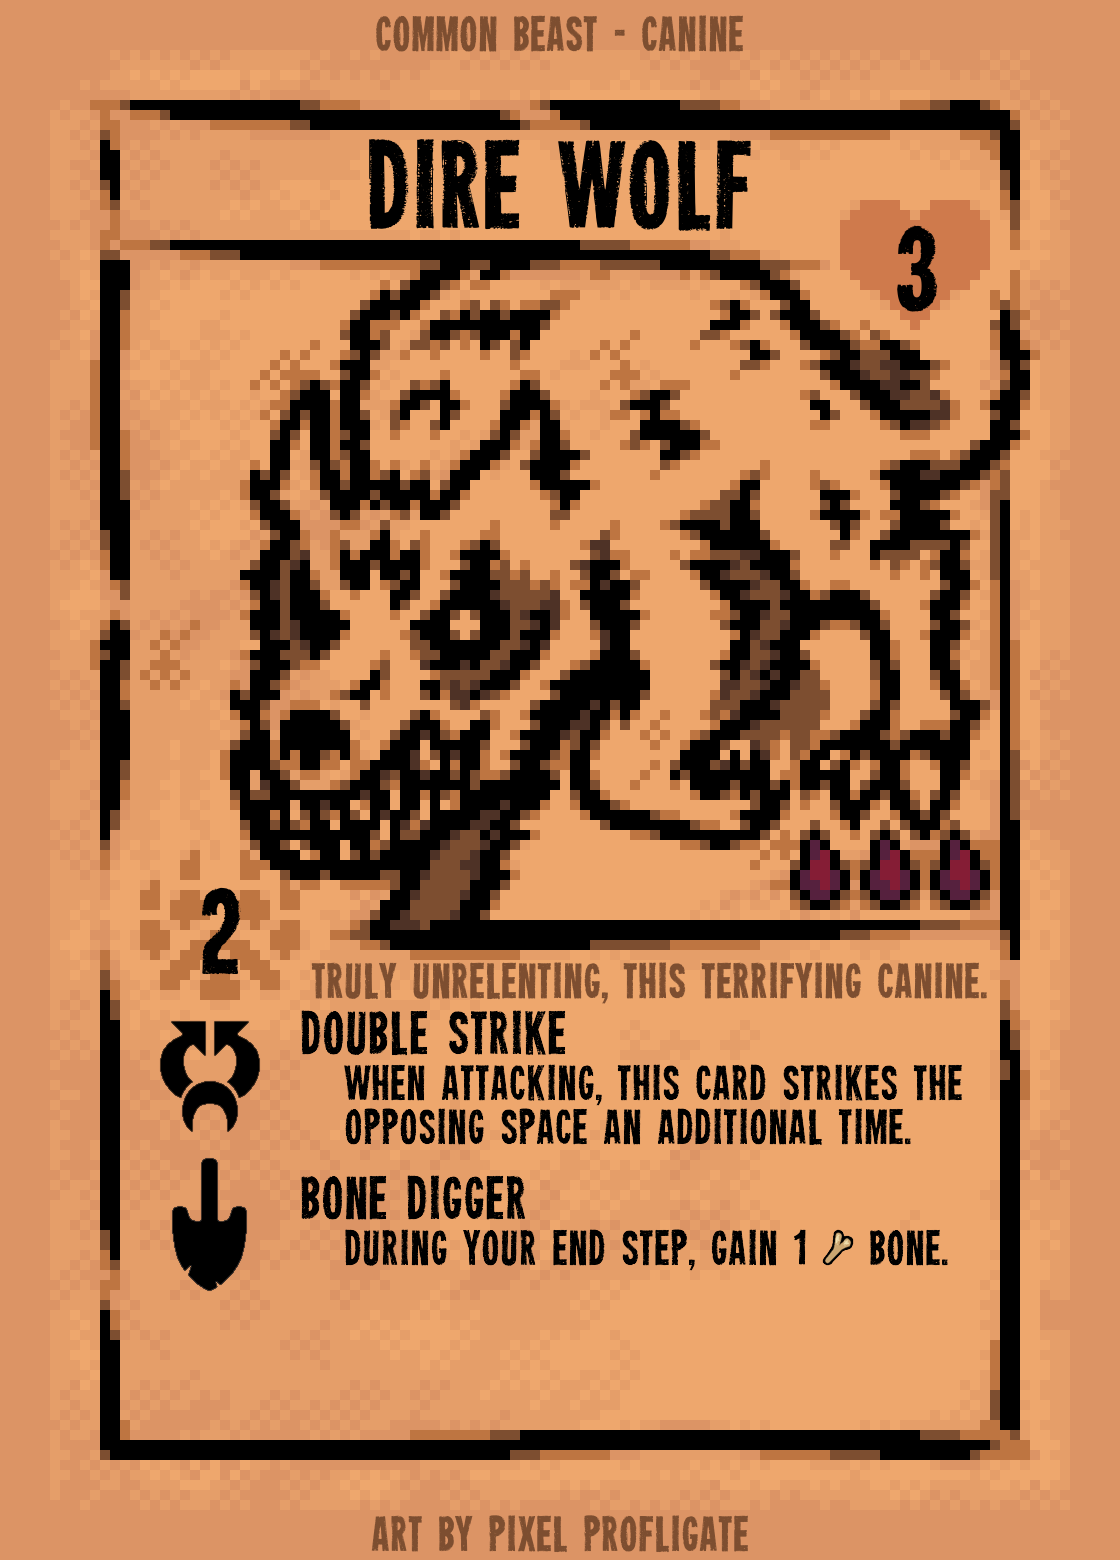 COMMON BEAST - CANINE
DIRE WOLF
3
2
TRULY UNRELENTING, THIS TERRIFYING CANINE.
DOUBLE STRIKE
WHEN ATTACKING, THIS CARD STRIKES THE
OPPOSING SPACE AN ADDITIONAL TIME.
BONE DIGGER
DURING YOUR END STEP, GAIN 1 BONE.
ART BY PIXEL PROFLIGATE